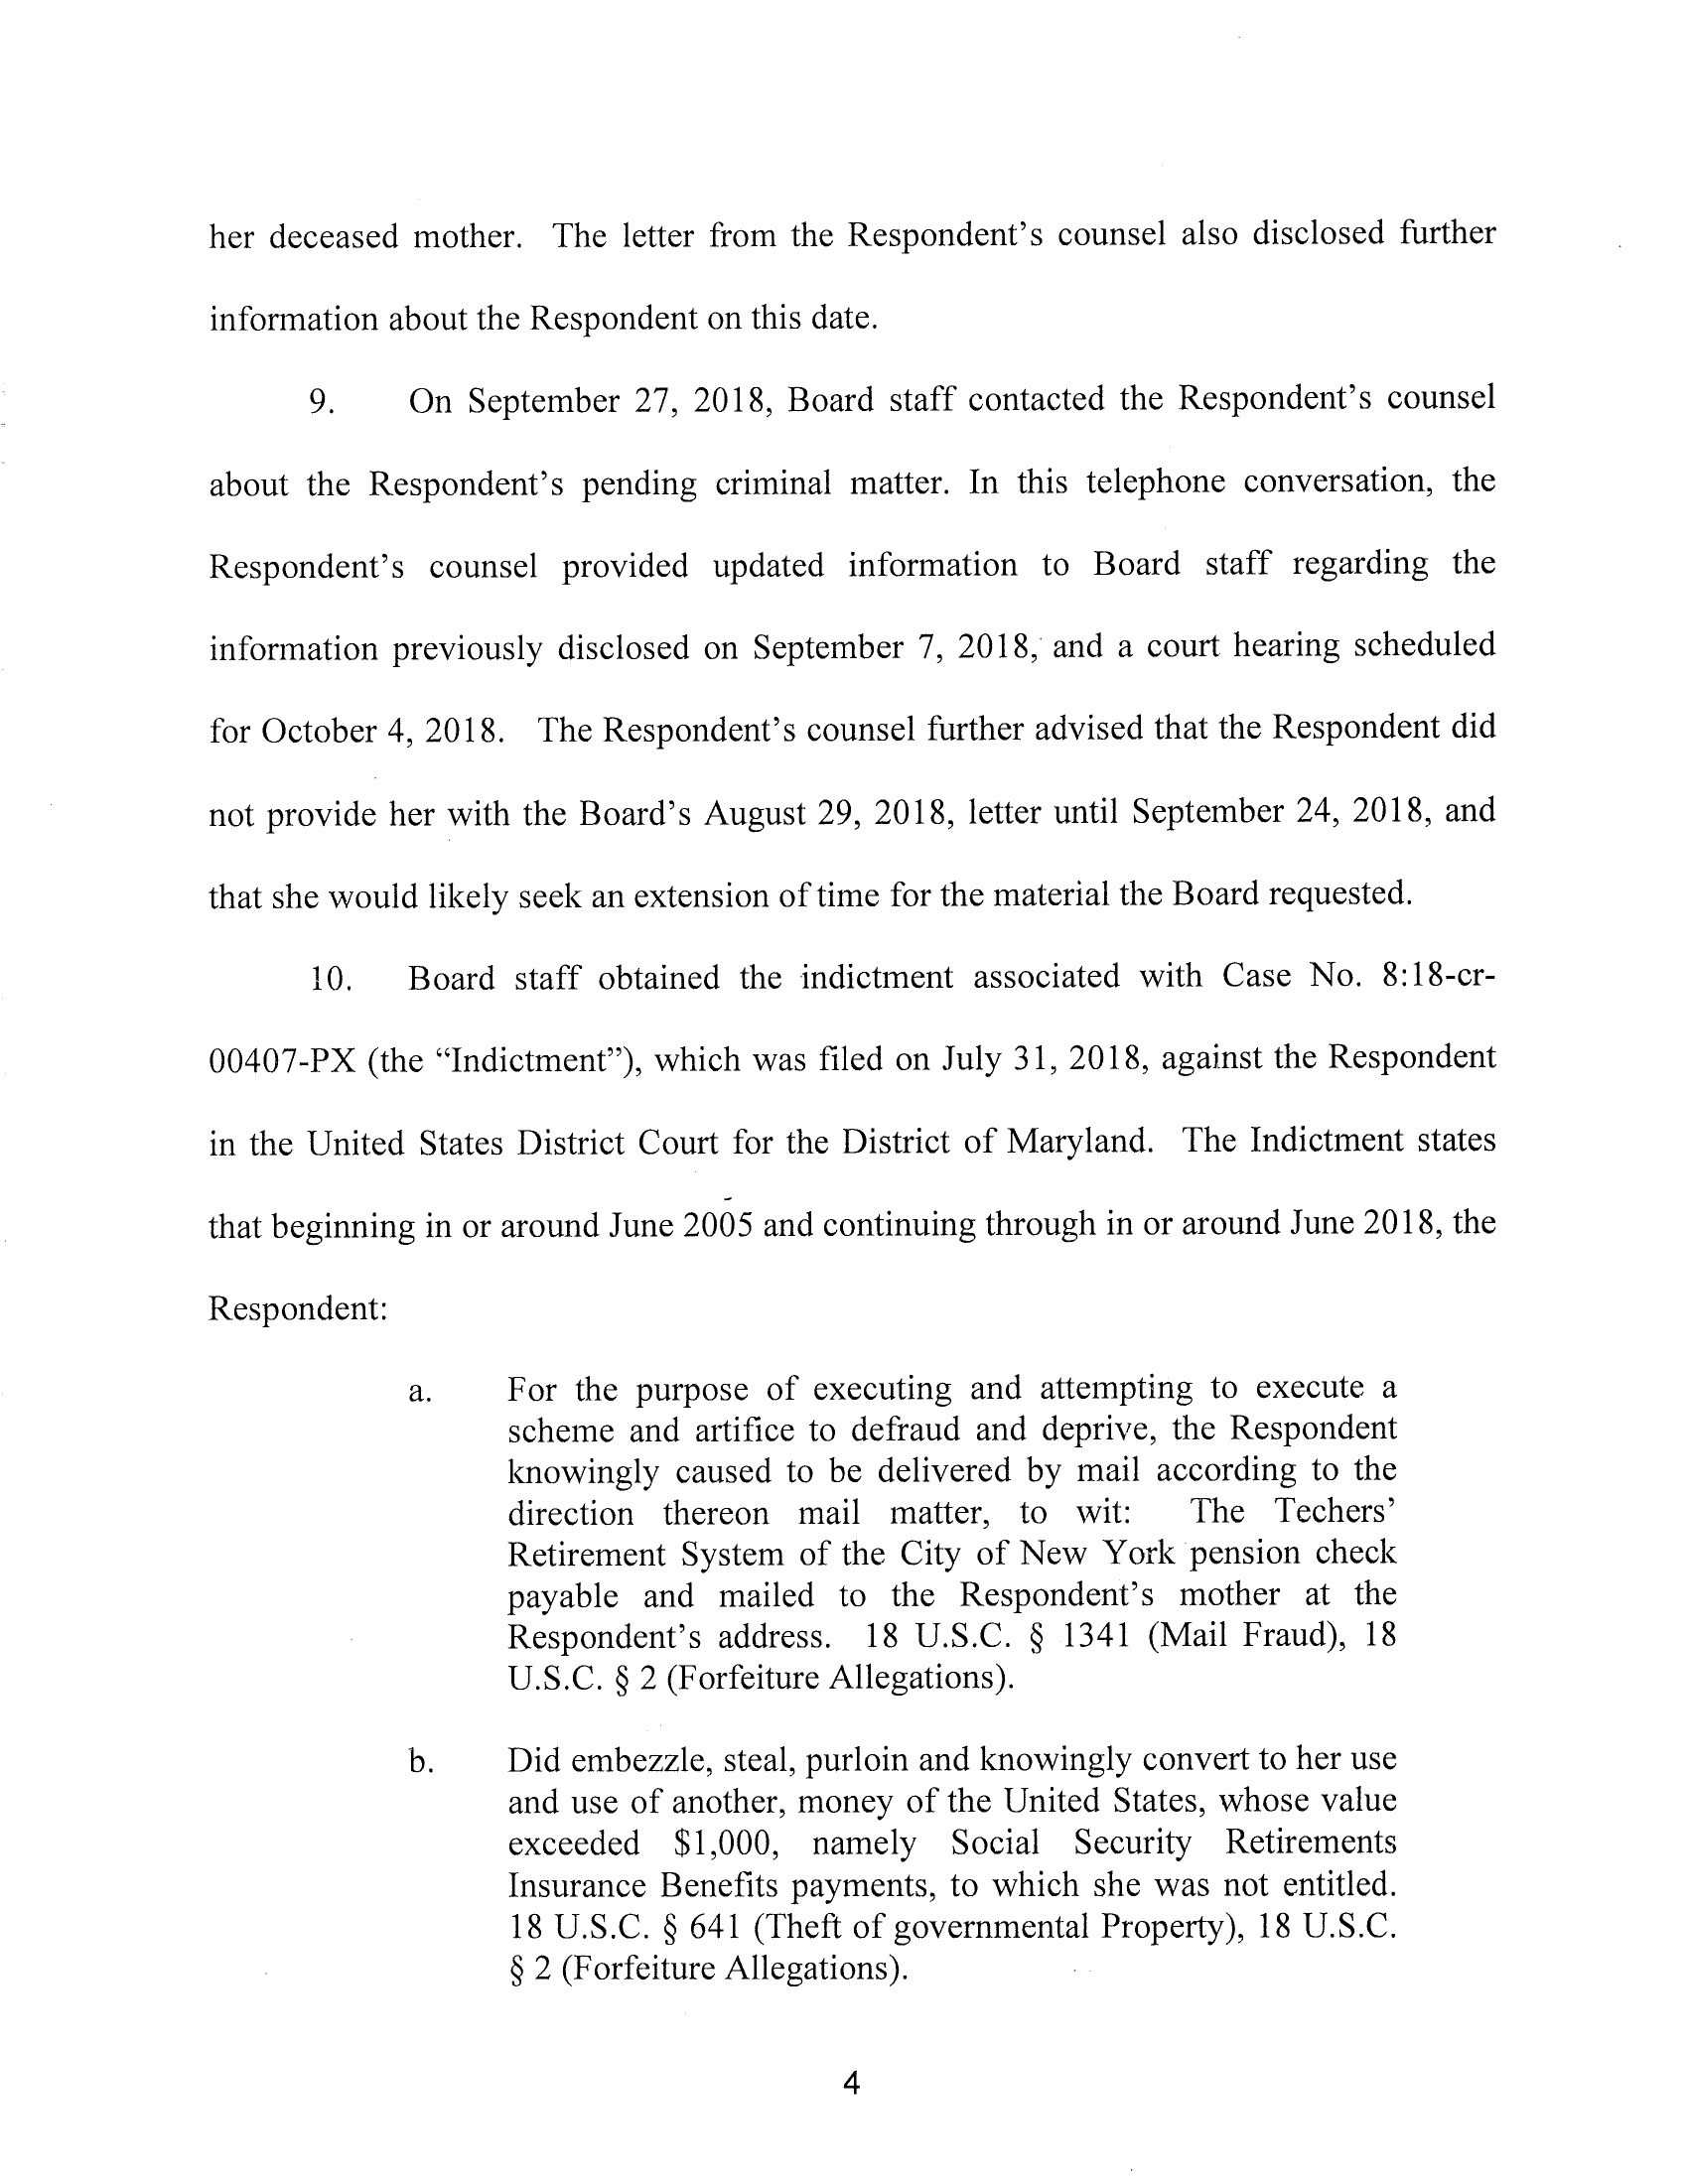 her deceased mother. The letter from the Respondent's counsel also disclosed further
information about the Respondent on this date.
9. On September 27, 2018, Board staff contacted the Respondent's counsel
about the Respondent's pending criminal matter. In this telephone conversation, the
Respondent's counsel provided updated information to Board staff regarding the
information previously disclosed on September 7, 2018, and a court hearing scheduled
for October 4, 2018. The Respondent's counsel further advised that the Respondent did
not provide her with the Board's August 29, 2018, letter until September 24, 2018, and
that she would likely seek an extension of time for the material the Board requested.
10. Board staff obtained the indictment associated with Case No. 8:18-cr-
00407-PX (the “Indictment”), which was filed on July 31, 2018, against the Respondent
in the United States District Court for the District of Maryland. The Indictment states
that beginning in or around June 2005 and continuing through in or around June 2018, the
Respondent:
a. For the purpose of executing and attempting to execute a
scheme and artifice to defraud and deprive, the Respondent
knowingly caused to be delivered by mail according to the
direction thereon mail matter, to wit: The Techers'
Retirement System of the City of New York pension check
payable and mailed to the Respondent's mother at the
Respondent's address. 18 U.S.C. § 1341 (Mail Fraud), 18
U.S.C. § 2 (Forfeiture Allegations).
b. Did embezzle, steal, purloin and knowingly convert to her use
and use of another, money of the United States, whose value
exceeded $1,000, namely Social Security Retirements
Insurance Benefits payments, to which she was not entitled.
18 U.S.C. § 641 (Theft of governmental Property), 18 U.S.C.
§ 2 (Forfeiture Allegations).
4